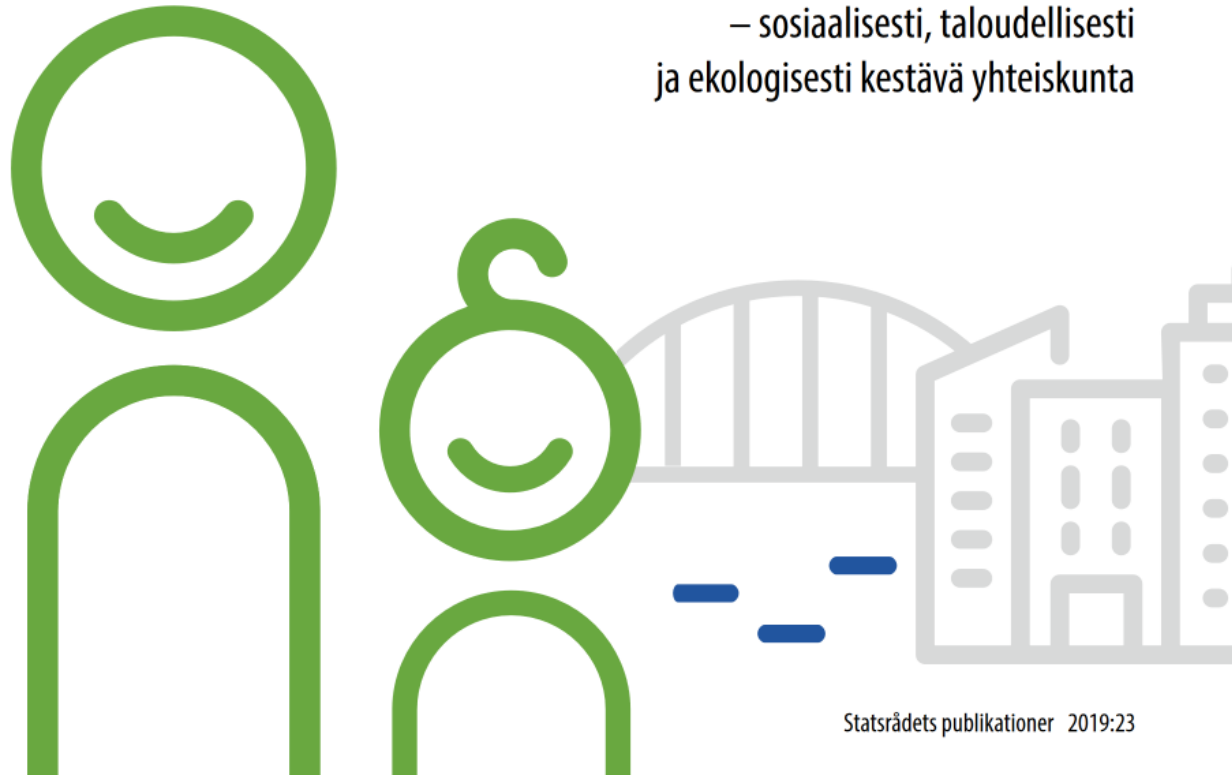 – sosiaalisesti, taloudellisesti
ja ekologisesti kestävä yhteiskunta
Statsrådets publikationer 2019:23